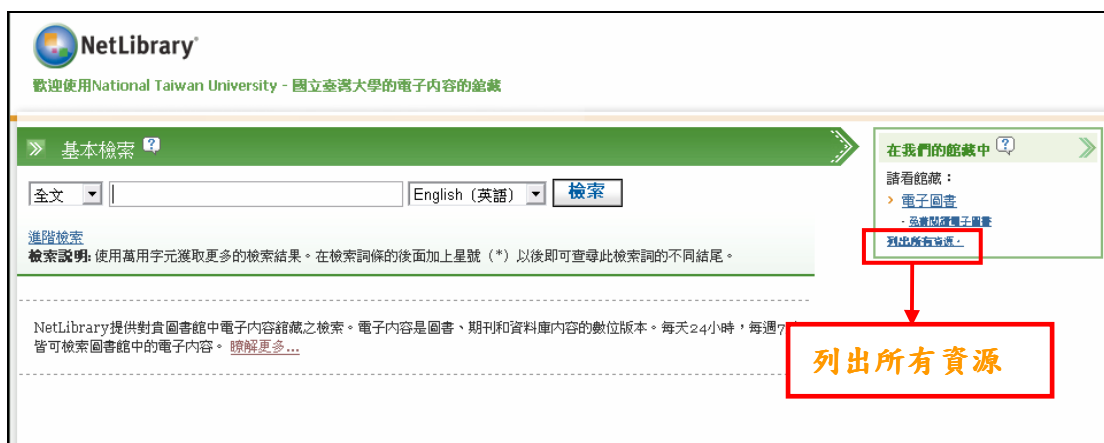 NetLibrary
歡迎使用National Taiwan University - 國立臺灣大學的電子內容的館藏
基本檢索
全文
English (英語)
檢索
進階檢索
檢索說明: 使用萬用字元獲取更多的檢索結果。在檢索詞條的後面加上星號 (*) 以後即可查尋此檢索詞的不同結尾。
NetLibrary提供對貴圖書館中電子內容館藏之檢索。電子內容是圖書、期刊和資料庫內容的數位版本。每天24小時，每週7
皆可檢索圖書館中的電子內容。 瞭解更多...
在我們的館藏中
請看館藏：
電子圖書
· 免費閱讀電子圖書
列出所有資源.
列出所有資源